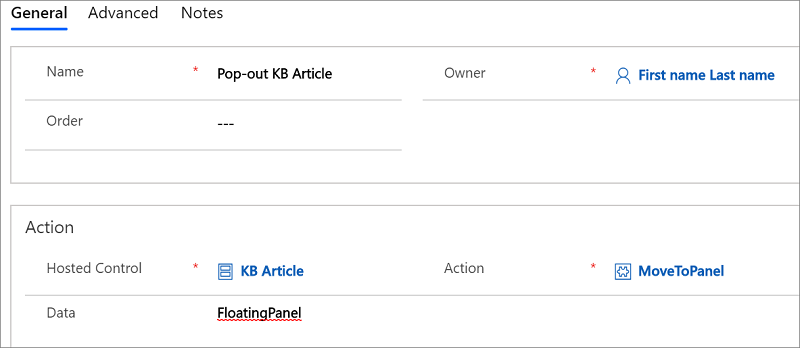 General Advanced Notes
Name * Pop-out KB Article Owner * First name Last name
Order ---
Action
Hosted Control * KB Article Action * MoveToPanel
Data FloatingPanel